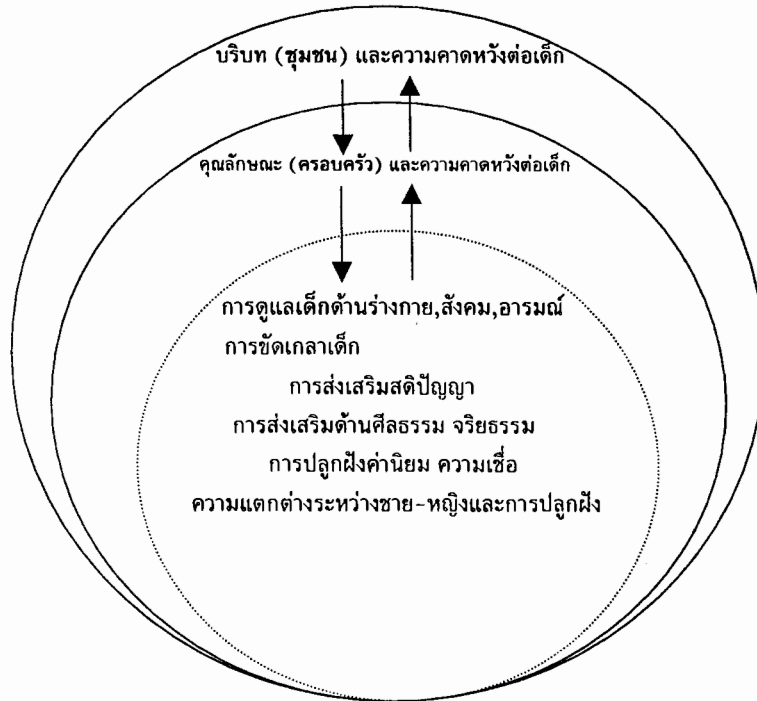 บริบท (ชุมชน) และความคาดหวังต่อเด็ก
คุณลักษณะ (ครอบครัว) และความคาดหวังต่อเด็ก
การดูแลเด็กด้านร่างกาย,สังคม,อารมณ์
การขัดเกลาเด็ก
การส่งเสริมสติปัญญา
การส่งเสริมด้านศีลธรรม จริยธรรม
การปลูกฝังค่านิยม ความเชื่อ
ความแตกต่างระหว่างชาย-หญิงและการปลูกฝัง